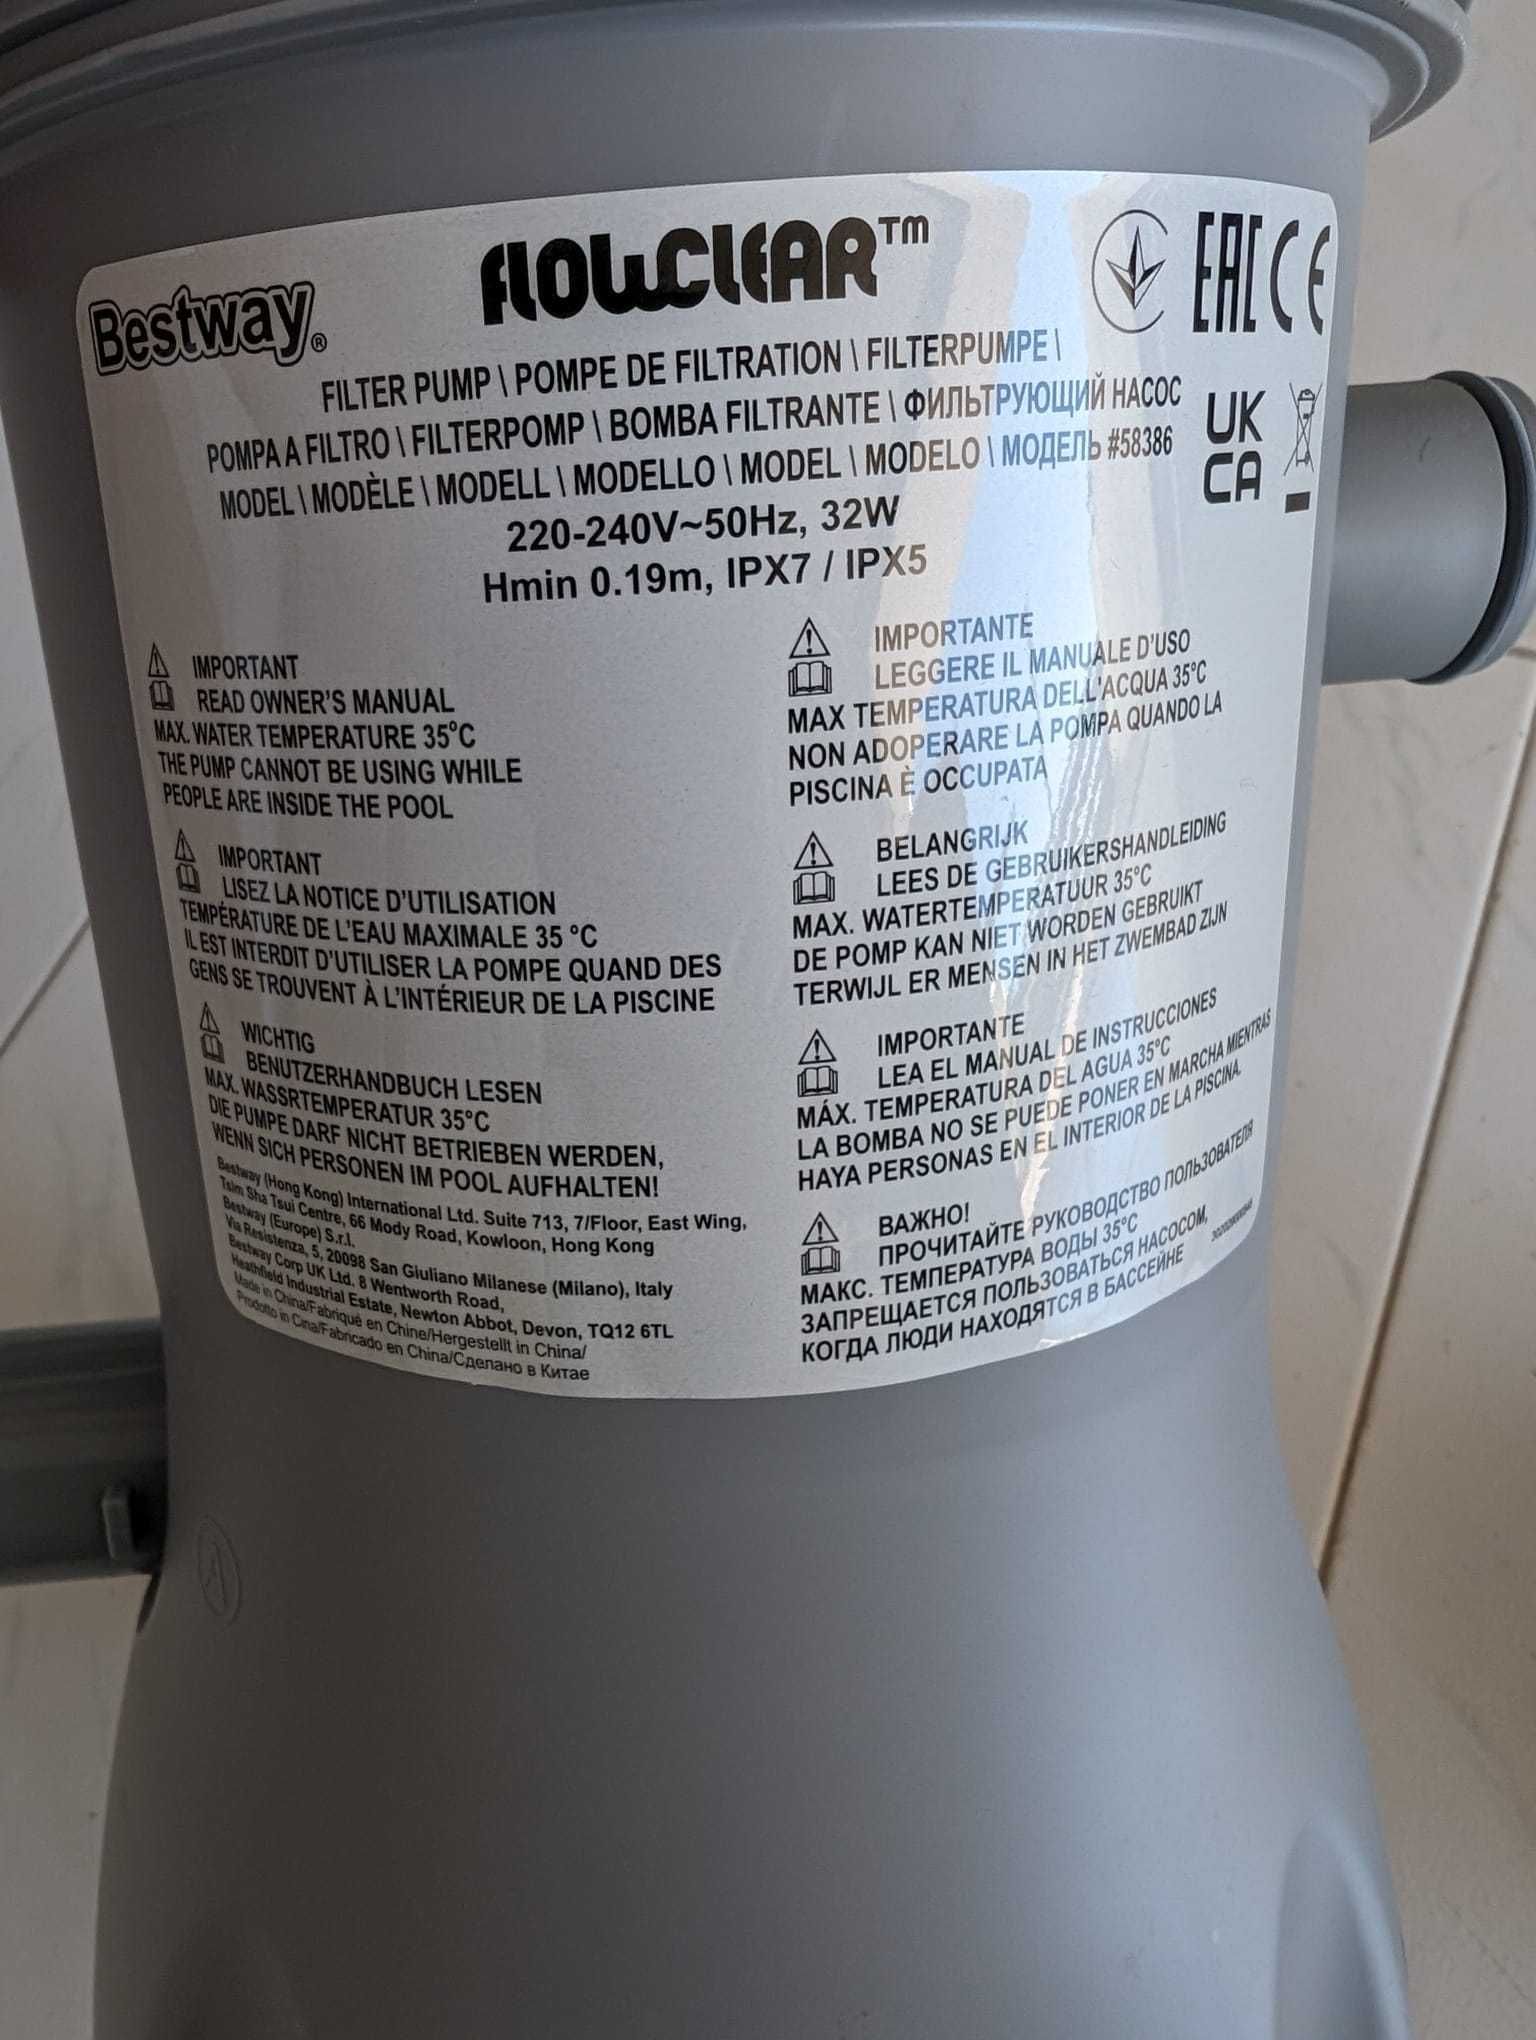 Bestway®
FLOWCLEAR™
EAC CE
FILTER PUMP \ POMPE DE FILTRATION \ FILTERPUMPE \
POMPA A FILTRO \ FILTERPOMP \ BOMBA FILTRANTE \ ФИЛЬТРУЮЩИЙ НАСОС
MODEL \ MODÈLE \ MODELL \ MODELLO \ MODEL \ MODELO \ МОДЕЛЬ #58386
UK
CA
220-240V~50Hz, 32W
Hmin 0.19m, IPX7 / IPX5
IMPORTANT
READ OWNER'S MANUAL
MAX. WATER TEMPERATURE 35°C
THE PUMP CANNOT BE USING WHILE
PEOPLE ARE INSIDE THE POOL
IMPORTANT
LISEZ LA NOTICE D'UTILISATION
TEMPÉRATURE DE L'EAU MAXIMALE 35 °C
IL EST INTERDIT D'UTILISER LA POMPE QUAND DES
GENS SE TROUVENT À L'INTÉRIEUR DE LA PISCINE
WICHTIG
BENUTZERHANDBUCH LESEN
MAX. WASSRTEMPERATUR 35°C
DIE PUMPE DARF NICHT BETRIEBEN WERDEN,
WENN SICH PERSONEN IM POOL AUFHALTEN!
Bestway (Hong Kong) International Ltd. Suite 713, 7/Floor, East Wing,
Tsim Sha Tsui Centre, 66 Mody Road, Kowloon, Hong Kong
Bestway (Europe) S.r.l.
Via Resistenza, 5, 20098 San Giuliano Milanese (Milano), Italy
Bestway Corp UK Ltd. 8 Wentworth Road,
Heathfield Industrial Estate, Newton Abbot, Devon, TQ12 6TL
Made in China/Fabriqué en Chine/Hergestellt in China/
Prodotto in Cina/Fabricado en China/Сделано в Китае
IMPORTANTE
LEGGERE IL MANUALE D'USO
MAX TEMPERATURA DELL'ACQUA 35°C
NON ADOPERARE LA POMPA QUANDO LA
PISCINA È OCCUPATA
BELANGRIJK
LEES DE GEBRUIKERSHANDLEIDING
MAX. WATERTEMPERATUUR 35°C
DE POMP KAN NIET WORDEN GEBRUIKT
TERWIJL ER MENSEN IN HET ZWEMBAD ZIJN
IMPORTANTE
LEA EL MANUAL DE INSTRUCCIONES
MÁX. TEMPERATURA DEL AGUA 35°C
LA BOMBA NO SE PUEDE PONER EN MARCHA MIENTRAS
HAYA PERSONAS EN EL INTERIOR DE LA PISCINA.
ВАЖНО!
ПРОЧИТАЙТЕ РУКОВОДСТВО ПОЛЬЗОВАТЕЛЯ
МАКС. ТЕМПЕРАТУРА ВОДЫ 35°C
ЗАПРЕЩАЕТСЯ ПОЛЬЗОВАТЬСЯ НАСОСОМ,
КОГДА ЛЮДИ НАХОДЯТСЯ В БАССЕЙНЕ